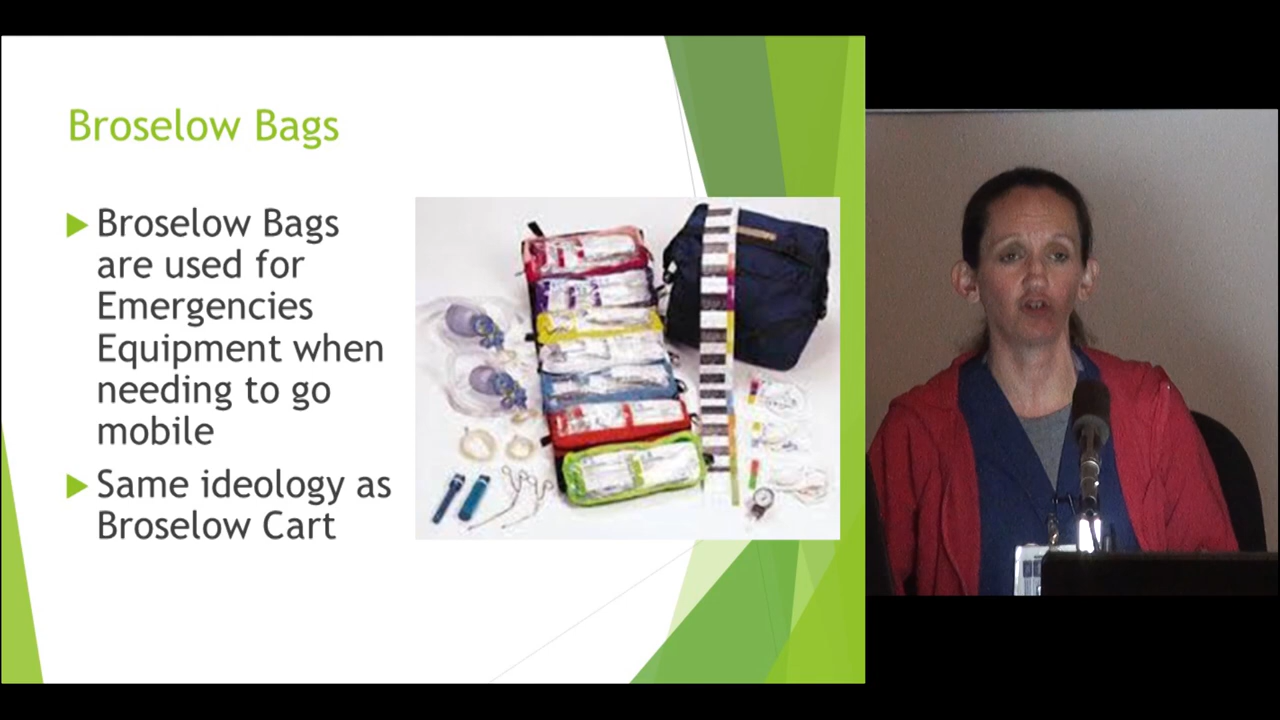 Broselow Bags
Broselow Bags
are used for
Emergencies
Equipment when
needing to go
mobile
Same ideology as
Broselow Cart